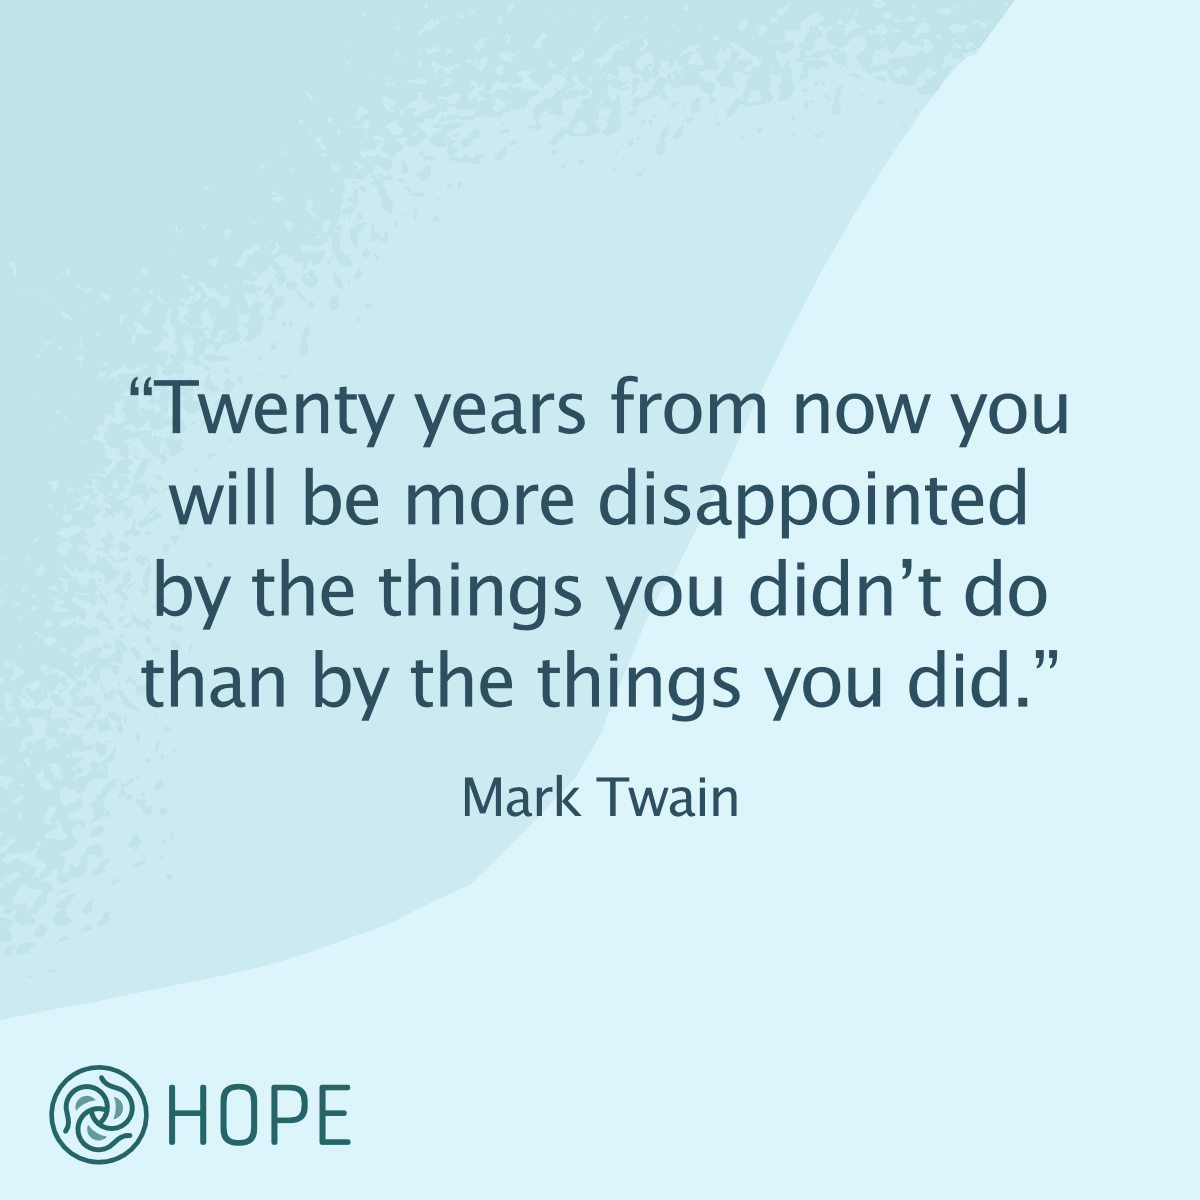 “Twenty years from now you
will be more disappointed
by the things you didn’t do
than by the things you did.”
Mark Twain
HOPE